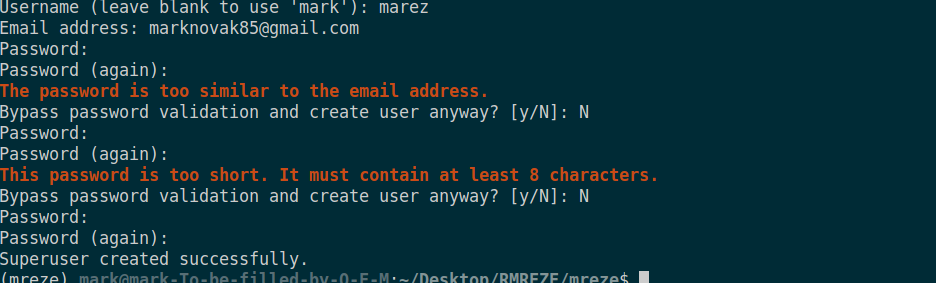 Username (leave blank to use 'mark'): marez
Email address: marknovak85@gmail.com
Password:
Password (again):
The password is too similar to the email address.
Bypass password validation and create user anyway? [y/N]: N
Password:
Password (again):
This password is too short. It must contain at least 8 characters.
Bypass password validation and create user anyway? [y/N]: N
Password:
Password (again):
Superuser created successfully.
(mreze) mark@mark-To-be-filled-by-O-E-M:~/Desktop/RMREZE/mreze$